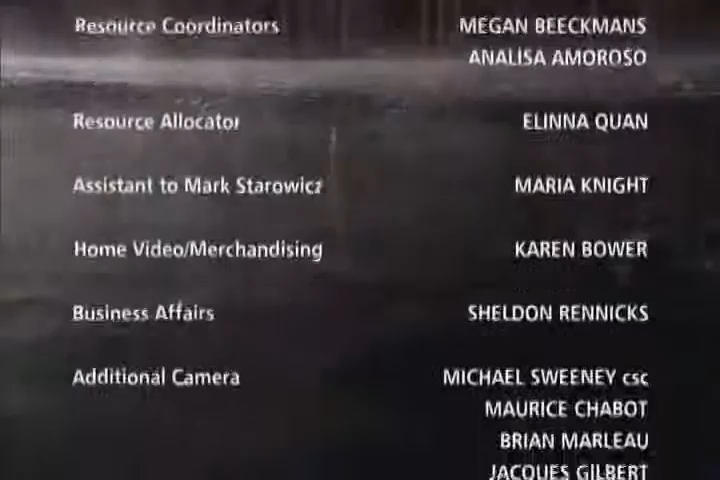 Resource Coordinators MEGAN BEECKMANS
ANALISA AMOROSO
Resource Allocator ELINNA QUAN
Assistant to Mark Starowicz MARIA KNIGHT
Home Video/Merchandising KAREN BOWER
Business Affairs SHELDON RENNICKS
Additional Camera MICHAEL SWEENEY csc
MAURICE CHABOT
BRIAN MARLEAU
JACQUES GILBERT